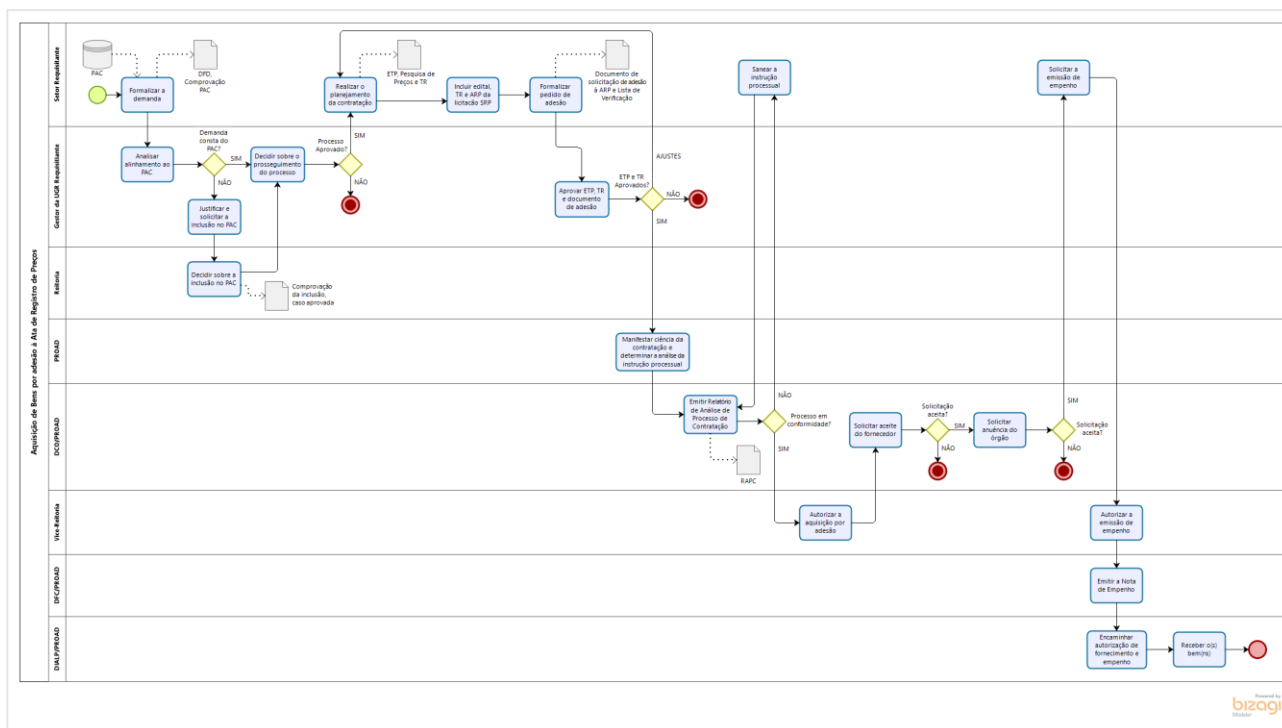 Aquisição de Bens por adesão à Ata de Registro de Preços
Setor Requisitante
PAC
DFD,
Comprovação
PAC
Formalizar a
demanda
Realizar o
planejamento
da contratação
ETP, Pesquisa
de Preços e TR
Incluir edital,
TR e ARP da
licitação SRP
Formalizar
pedido de
adesão
Documento de
solicitação de adesão
à ARP e Lista de
Verificação
Sanear a
instrução
processual
Solicitar a
emissão de
empenho
Gestor da UGR Requisitante
Analisar
alinhamento ao
PAC
Demanda
consta do
PAC?
SIM
NÃO
Decidir sobre o
prosseguimento
do processo
Processo
Aprovado?
SIM
NÃO
Justificar e
solicitar a
inclusão no PAC
Aprovar ETP, TR
e documento
de adesão
ETP e TR
Aprovados?
AJUSTES
NÃO
SIM
Reitoria
Decidir sobre a
inclusão no PAC
Comprovação
da inclusão,
caso aprovada
PROAD
Manifestar ciência da
contratação e
determinar a análise da
instrução processual
DCO/PROAD
Emitir Relatório
de Análise de
Processo de
Contratação
RAPC
NÃO
Processo em
conformidade?
SIM
Solicitar aceite
do fornecedor
Solicitação
aceita?
SIM
NÃO
Solicitar
anuência do
órgão
SIM
Solicitação
aceita?
NÃO
Vice-Reitoria
Autorizar a
aquisição por
adesão
Autorizar a
emissão de
empenho
DFC/PROAD
Emitir a Nota
de Empenho
DIALP/PROAD
Encaminhar
autorização de
fornecimento e
empenho
Receber o(s)
bem(ns)
Powered by
bizagi
Modeler